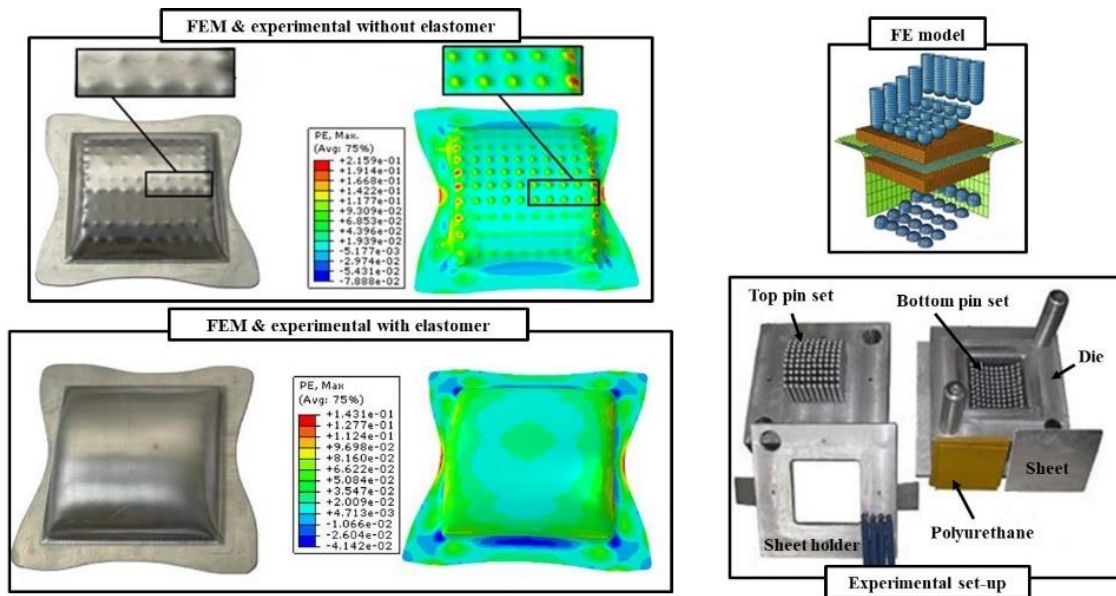 FEM & experimental without elastomer
PE, Max.
(Avg: 75%)
+2.159e-01
+1.914e-01
+1.668e-01
+1.422e-01
+1.177e-01
+9.309e-02
+6.853e-02
+4.396e-02
+1.939e-02
-5.177e-03
-2.974e-02
-5.431e-02
-7.888e-02
FEM & experimental with elastomer
PE, Max
(Avg: 75%)
+1.431e-01
+1.277e-01
+1.124e-01
+9.698e-02
+8.160e-02
+6.622e-02
+5.084e-02
+3.547e-02
+2.009e-02
+4.713e-03
-1.066e-02
-2.604e-02
-4.142e-02
FE model
Top pin set
Bottom pin set
Die
Sheet
Polyurethane
Sheet holder
Experimental set-up